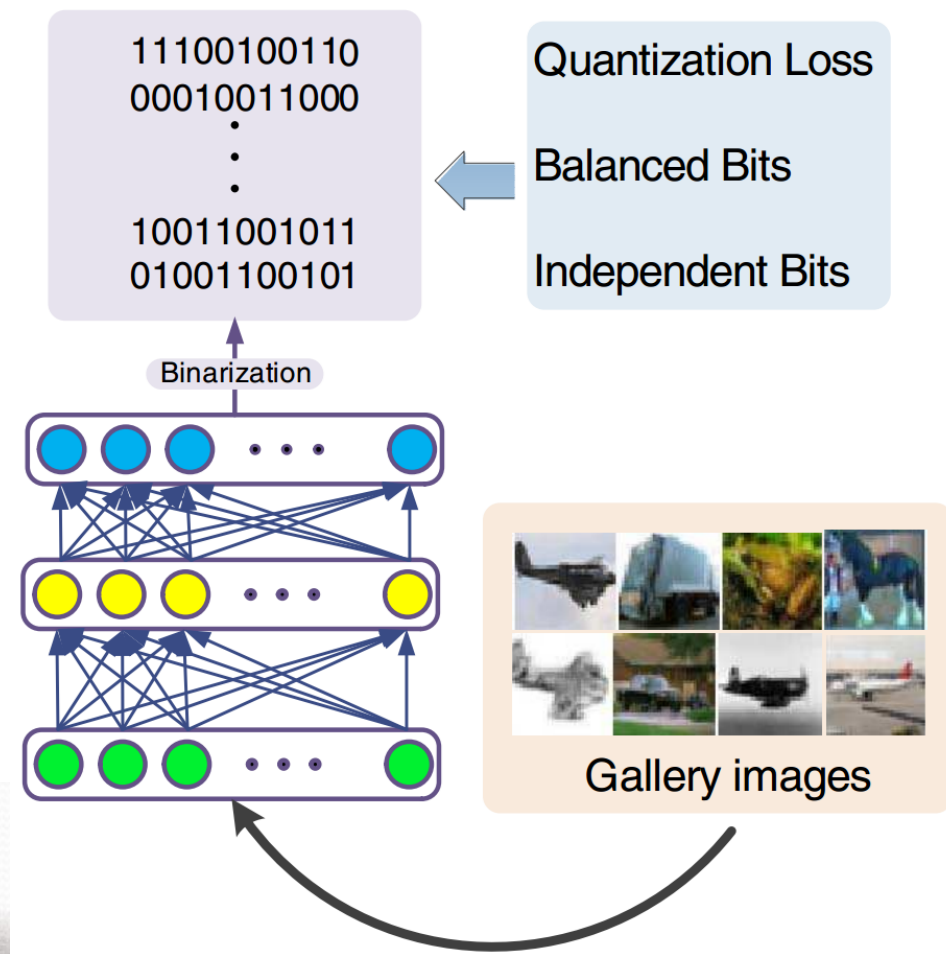 11100100110
00010011000
10011001011
01001100101
Quantization Loss
Balanced Bits
Independent Bits
Binarization
Gallery images